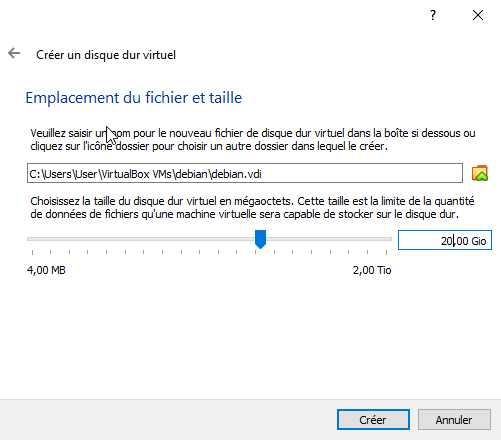 ?
Créer un disque dur virtuel
Emplacement du fichier et taille
Veuillez saisir un nom pour le nouveau fichier de disque dur virtuel dans la boîte si dessous ou
cliquez sur l'icône dossier pour choisir un autre dossier dans lequel le créer.
C:\Users\User\VirtualBox VMs\debian\debian.vdi
Choisissez la taille du disque dur virtuel en mégaoctets. Cette taille est la limite de la quantité
de données de fichiers qu'une machine virtuelle sera capable de stocker sur le disque dur.
20,00 Gio
4,00 MB 2,00 Tio
Créer Annuler